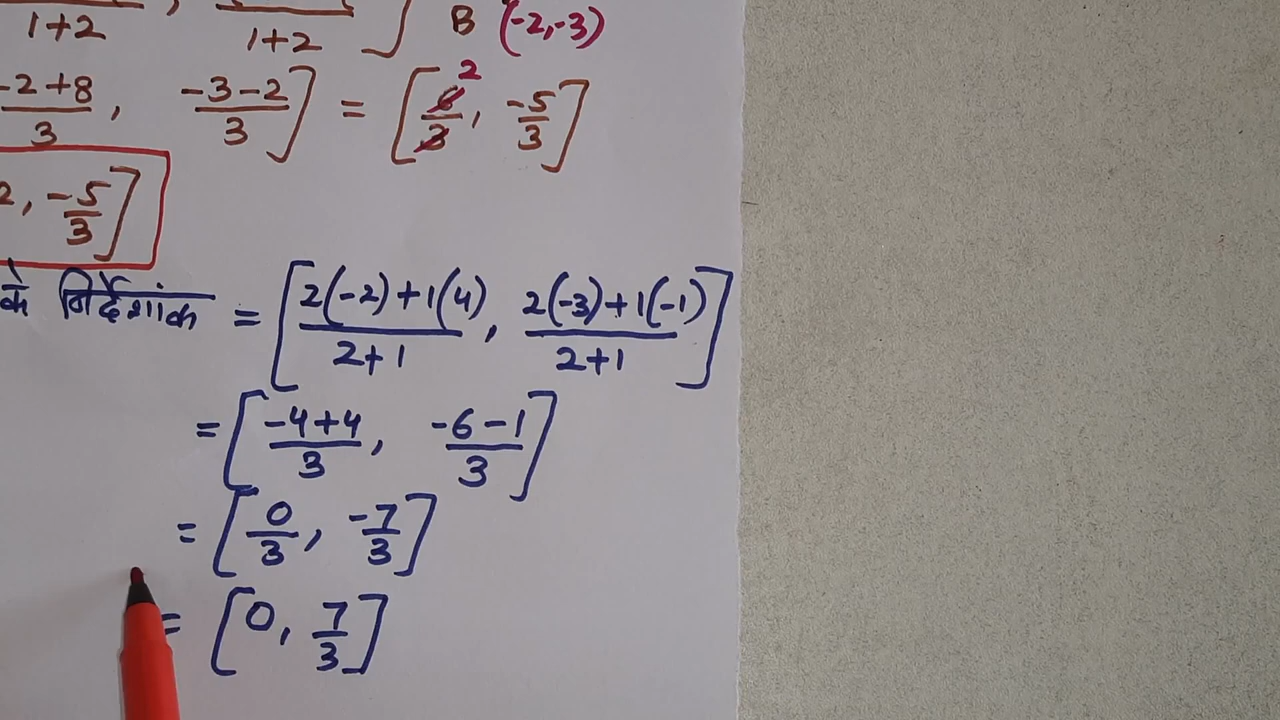 1+2 , 1+2 ] B (-2,-3)
-2+8/3 , -3-2/3 ] = [ 6/3 2 , -5/3 ]
2, -5/3 ]
के निर्देशांक = [ 2(-2)+1(4)/2+1 , 2(-3)+1(-1)/2+1 ]
= [ -4+4/3 , -6-1/3 ]
= [ 0/3 , -7/3 ]
= [ 0, 7/3 ]